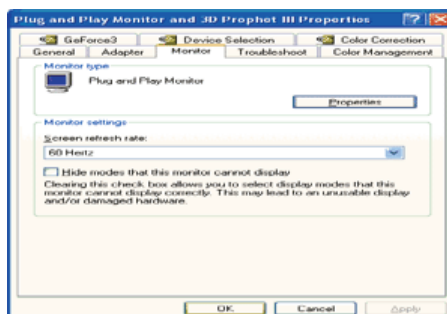 Plug and Play Monitor and 3D Prophet III Properties
GeForce3 Device Selection Color Correction
General Adapter Monitor Troubleshoot Color Management
Monitor type
Plug and Play Monitor
Properties
Monitor settings
Screen refresh rate:
60 Hertz
Hide modes that this monitor cannot display
Clearing this check box allows you to select display modes that this
monitor cannot display correctly. This may lead to an unusable display
and/or damaged hardware.
OK Cancel Apply